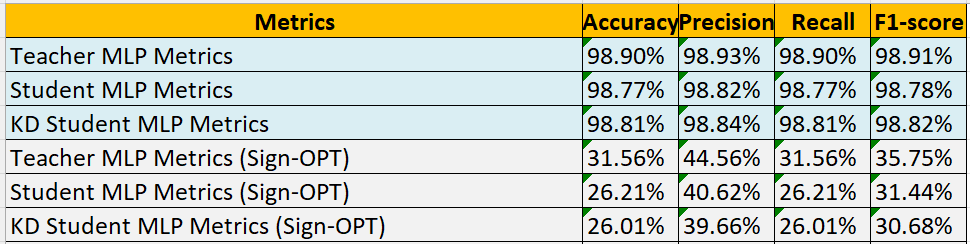 Metrics Accuracy Precision Recall F1-score
Teacher MLP Metrics 98.90% 98.93% 98.90% 98.91%
Student MLP Metrics 98.77% 98.82% 98.77% 98.78%
KD Student MLP Metrics 98.81% 98.84% 98.81% 98.82%
Teacher MLP Metrics (Sign-OPT) 31.56% 44.56% 31.56% 35.75%
Student MLP Metrics (Sign-OPT) 26.21% 40.62% 26.21% 31.44%
KD Student MLP Metrics (Sign-OPT) 26.01% 39.66% 26.01% 30.68%